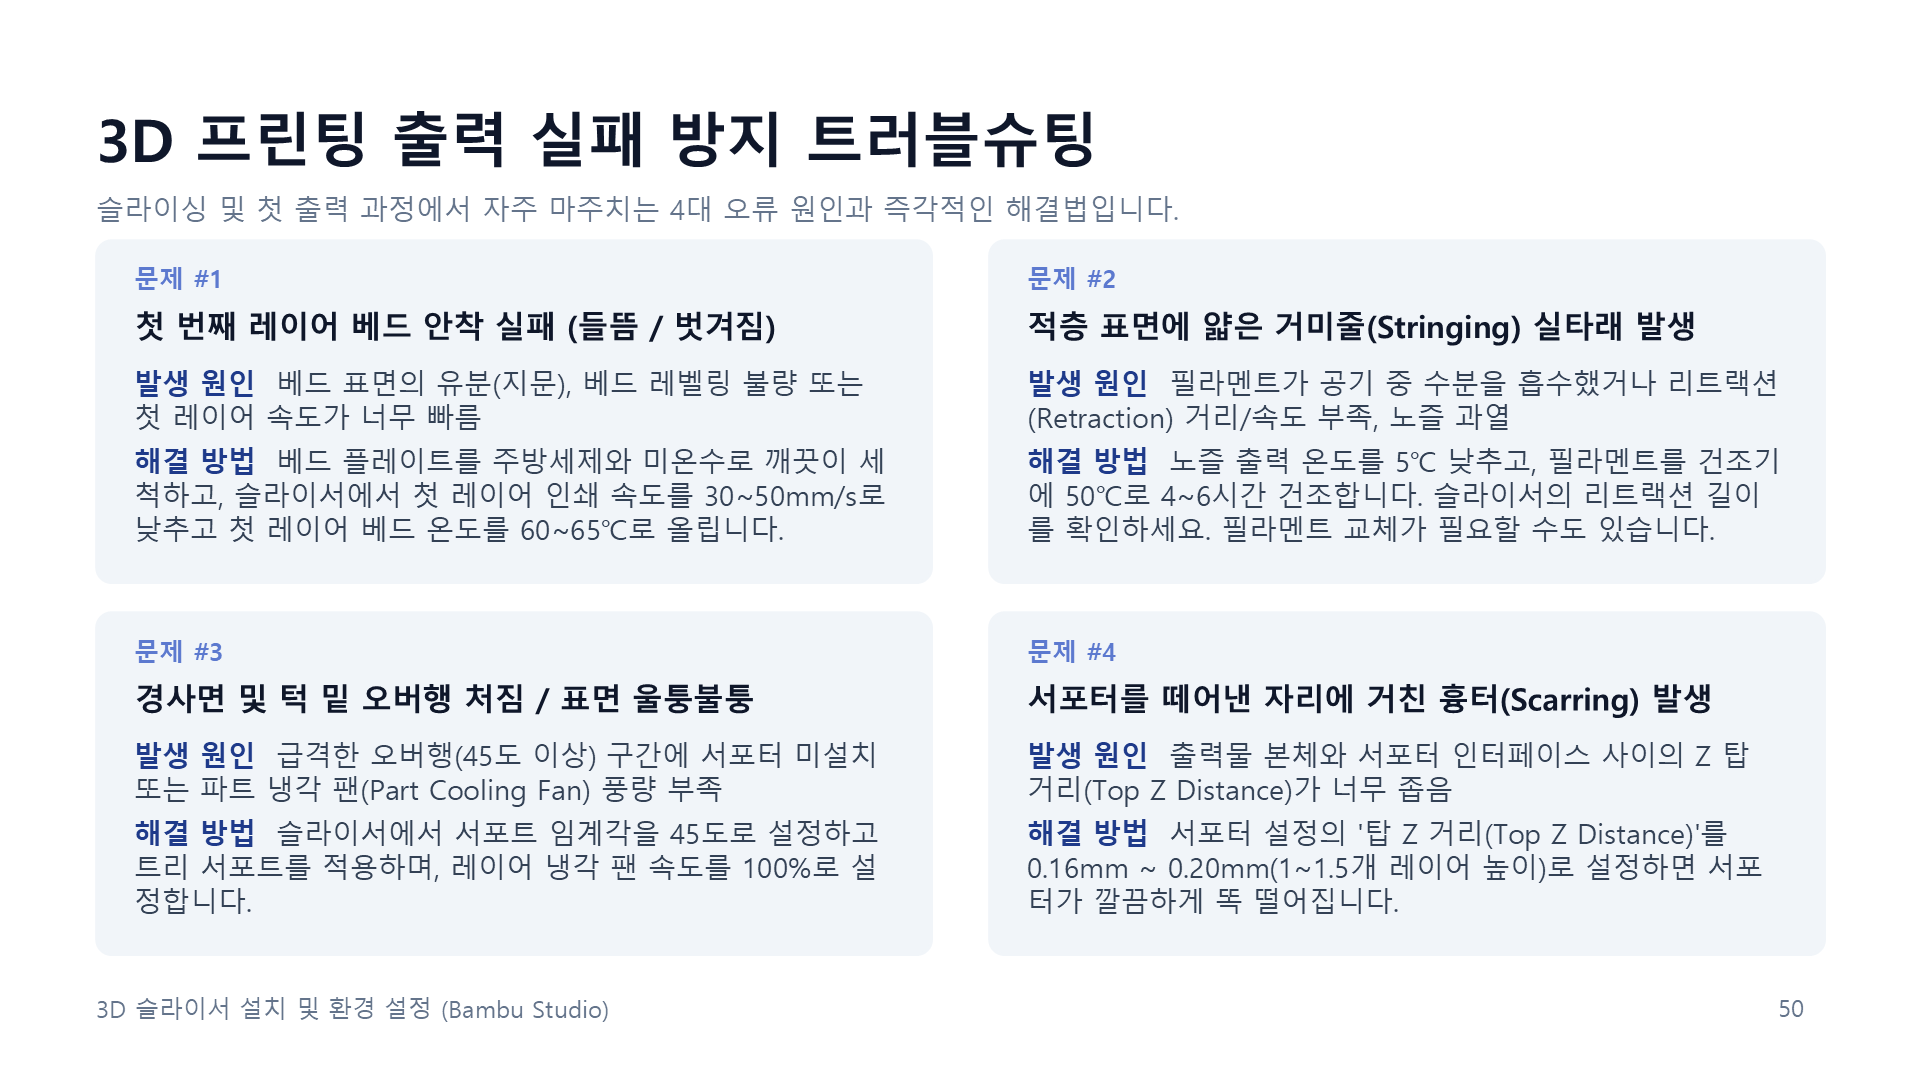 3D 프린팅 출력 실패 방지 트러블슈팅
슬라이싱 및 첫 출력 과정에서 자주 마주치는 4대 오류 원인과 즉각적인 해결법입니다.
문제 #1
첫 번째 레이어 베드 안착 실패 (들뜸 / 벗겨짐)
발생 원인 베드 표면의 유분(지문), 베드 레벨링 불량 또는
첫 레이어 속도가 너무 빠름
해결 방법 베드 플레이트를 주방세제와 미온수로 깨끗이 세
척하고, 슬라이서에서 첫 레이어 인쇄 속도를 30~50mm/s로
낮추고 첫 레이어 베드 온도를 60~65℃로 올립니다.
문제 #2
적층 표면에 얇은 거미줄(Stringing) 실타래 발생
발생 원인 필라멘트가 공기 중 수분을 흡수했거나 리트랙션
(Retraction) 거리/속도 부족, 노즐 과열
해결 방법 노즐 출력 온도를 5℃ 낮추고, 필라멘트를 건조기
에 50℃로 4~6시간 건조합니다. 슬라이서의 리트랙션 길이
를 확인하세요. 필라멘트 교체가 필요할 수도 있습니다.
문제 #3
경사면 및 턱 밑 오버행 처짐 / 표면 울퉁불퉁
발생 원인 급격한 오버행(45도 이상) 구간에 서포터 미설치
또는 파트 냉각 팬(Part Cooling Fan) 풍량 부족
해결 방법 슬라이서에서 서포트 임계각을 45도로 설정하고
트리 서포트를 적용하며, 레이어 냉각 팬 속도를 100%로 설
정합니다.
문제 #4
서포터를 떼어낸 자리에 거친 흉터(Scarring) 발생
발생 원인 출력물 본체와 서포터 인터페이스 사이의 Z 탑
거리(Top Z Distance)가 너무 좁음
해결 방법 서포터 설정의 '탑 Z 거리(Top Z Distance)'를
0.16mm ~ 0.20mm(1~1.5개 레이어 높이)로 설정하면 서포
터가 깔끔하게 똑 떨어집니다.
3D 슬라이서 설치 및 환경 설정 (Bambu Studio)
50